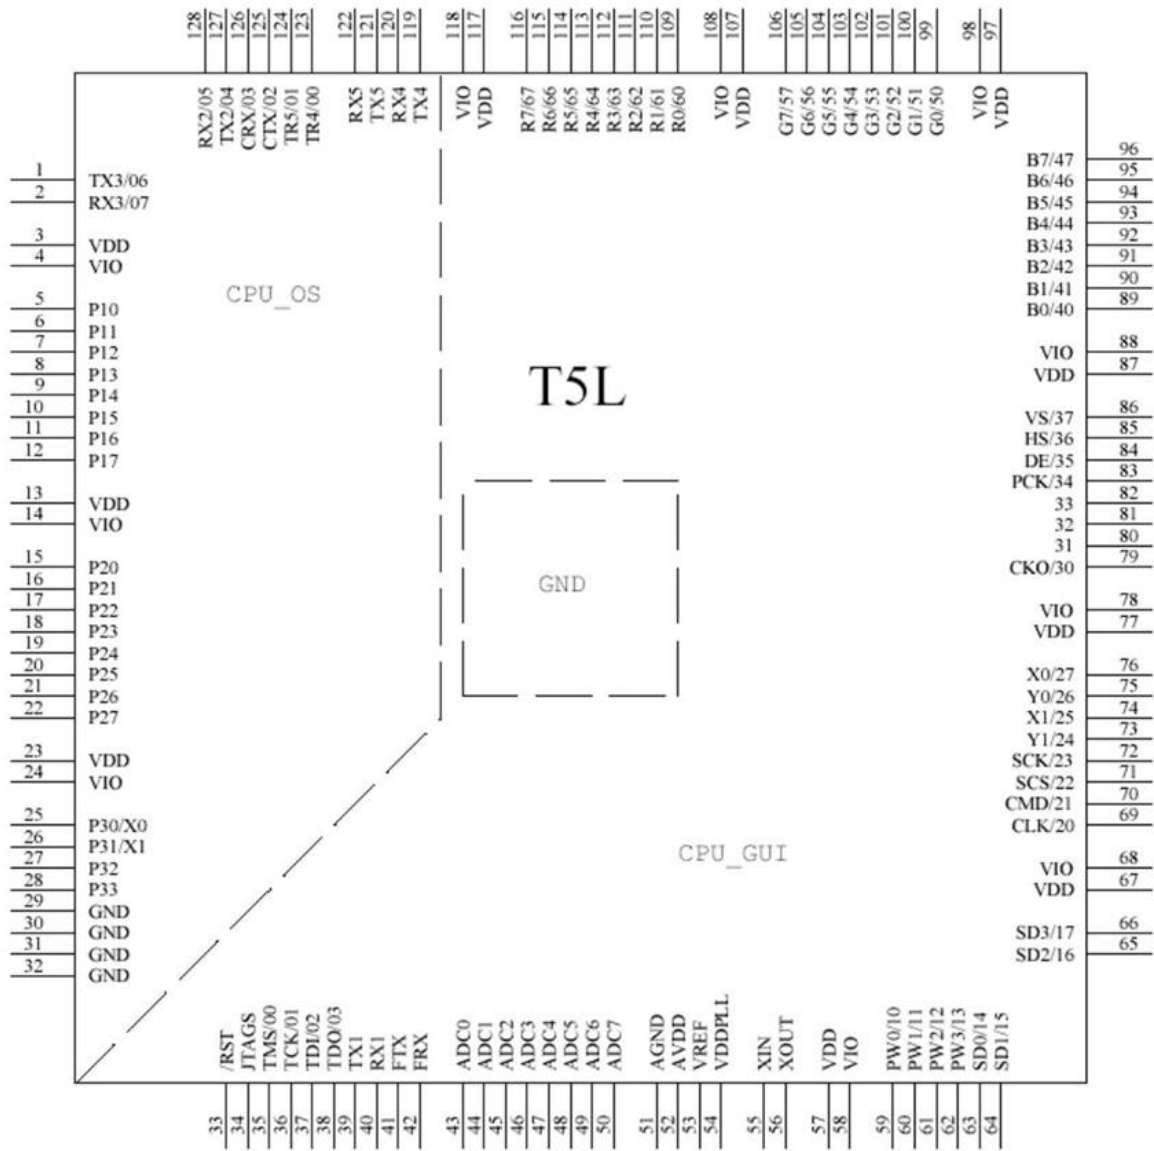 128 127 126 125 124 123 122 121 120 119 118 117 116 115 114 113 112 111 110 109 108 107 106 105 104 103 102 101 100 99 98 97
RX2/05 TX2/04 CRX/03 CTX/02 TR5/01 TR4/00 RX5 TX5 RX4 TX4 VIO VDD R7/67 R6/66 R5/65 R4/64 R3/63 R2/62 R1/61 R0/60 VIO VDD G7/57 G6/56 G5/55 G4/54 G3/53 G2/52 G1/51 G0/50 VIO VDD
1 TX3/06
2 RX3/07
3 VDD
4 VIO
5 P10
6 P11
7 P12
8 P13
9 P14
10 P15
11 P16
12 P17
13 VDD
14 VIO
15 P20
16 P21
17 P22
18 P23
19 P24
20 P25
21 P26
22 P27
23 VDD
24 VIO
25 P30/X0
26 P31/X1
27 P32
28 P33
29 GND
30 GND
31 GND
32 GND
CPU_OS
T5L
GND
CPU_GUI
B7/47 96
B6/46 95
B5/45 94
B4/44 93
B3/43 92
B2/42 91
B1/41 90
B0/40 89
VIO 88
VDD 87
VS/37 86
HS/36 85
DE/35 84
PCK/34 83
33 82
32 81
31 80
CKO/30 79
VIO 78
VDD 77
X0/27 76
Y0/26 75
X1/25 74
Y1/24 73
SCK/23 72
SCS/22 71
CMD/21 70
CLK/20 69
VIO 68
VDD 67
SD3/17 66
SD2/16 65
/RST JTAGS TMS/00 TCK/01 TDI/02 TDO/03 TX1 RX1 FTX FRX ADC0 ADC1 ADC2 ADC3 ADC4 ADC5 ADC6 ADC7 AGND AVDD VREF VDDPLL XIN XOUT VDD VIO PW0/10 PW1/11 PW2/12 PW3/13 SD0/14 SD1/15
33 34 35 36 37 38 39 40 41 42 43 44 45 46 47 48 49 50 51 52 53 54 55 56 57 58 59 60 61 62 63 64